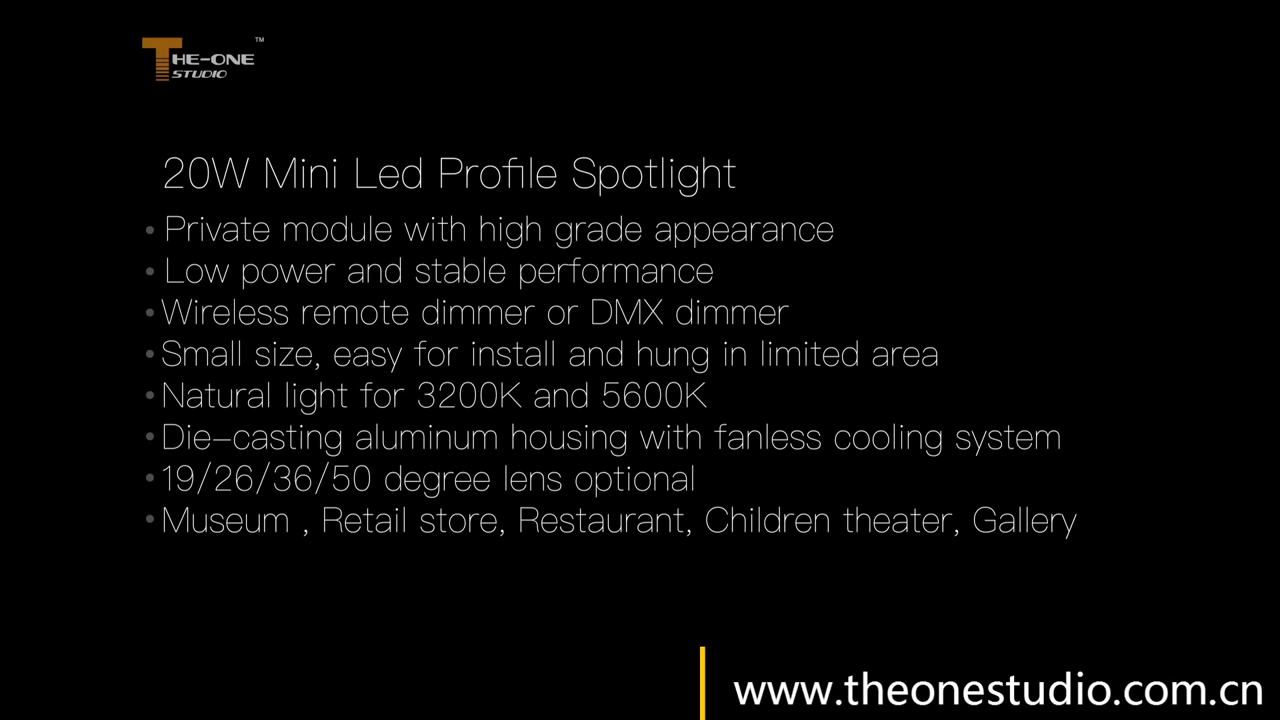 THE-ONE ™
STUDIO
20W Mini Led Profile Spotlight
• Private module with high grade appearance
• Low power and stable performance
• Wireless remote dimmer or DMX dimmer
• Small size, easy for install and hung in limited area
• Natural light for 3200K and 5600K
• Die-casting aluminum housing with fanless cooling system
• 19/26/36/50 degree lens optional
• Museum , Retail store, Restaurant, Children theater, Gallery
www.theonestudio.com.cn